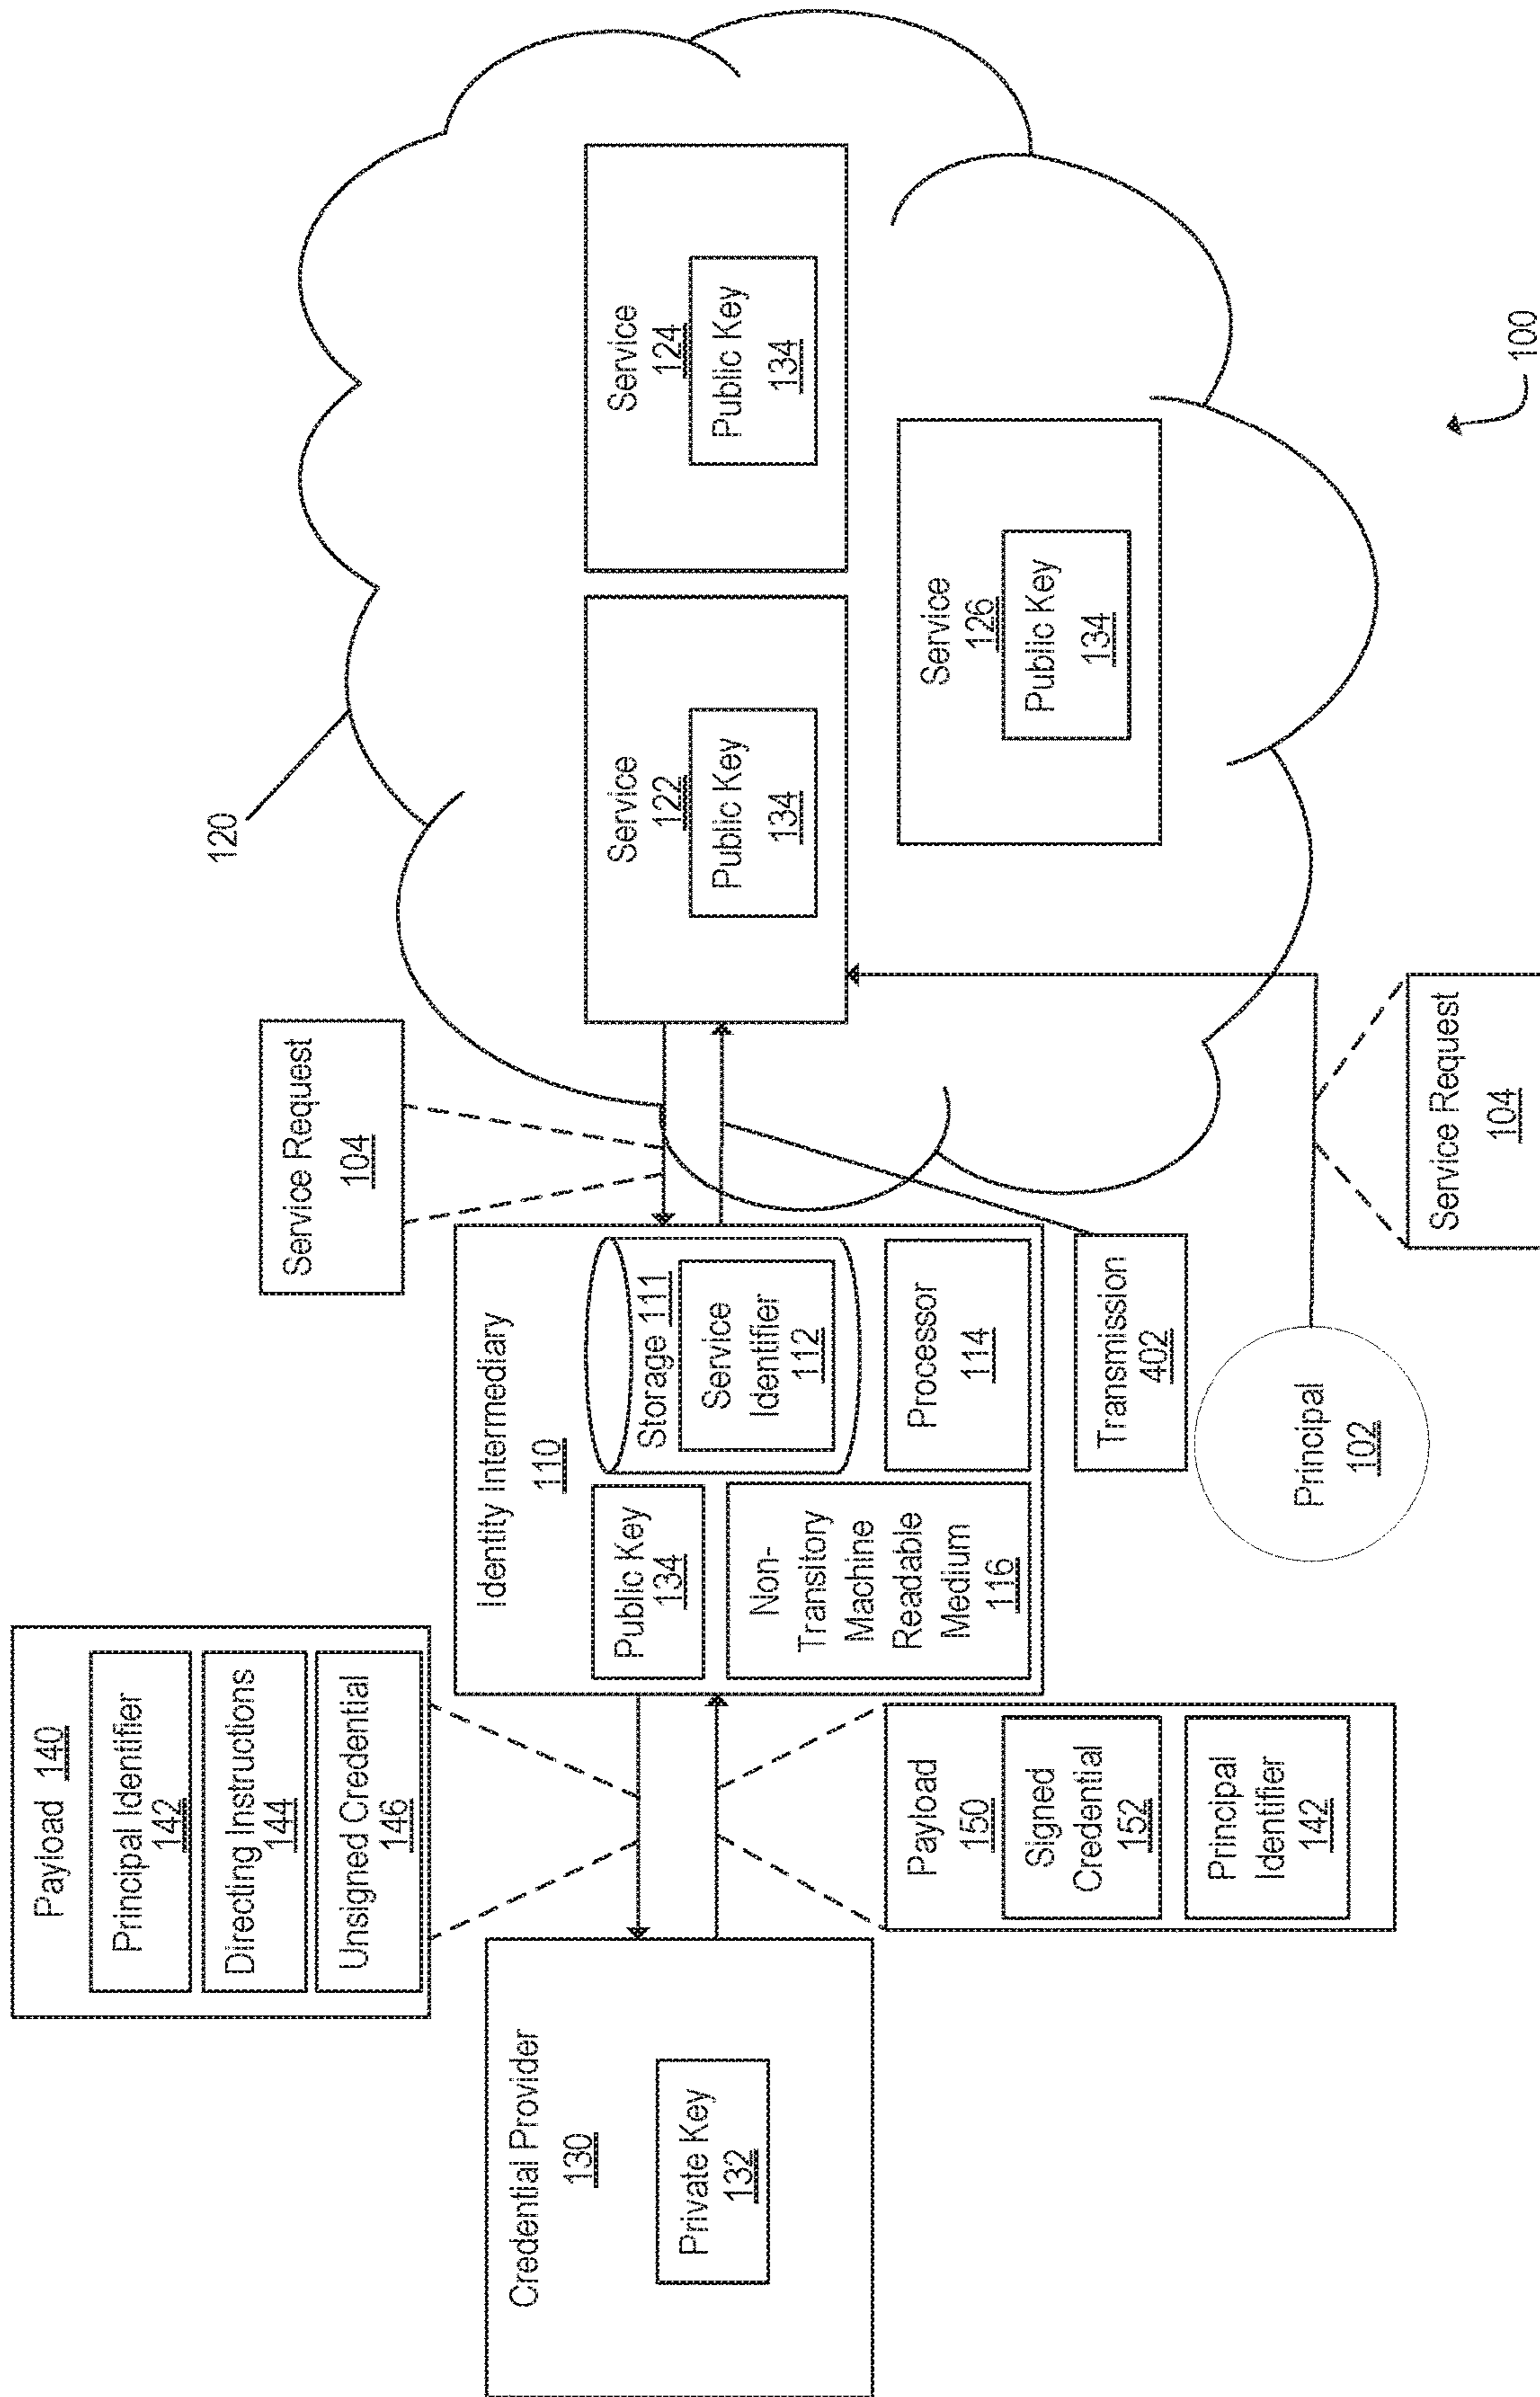 Payload 140
Principal Identifier
142
Directing Instructions
144
Unsigned Credential
146
Credential Provider
130
Private Key
132
Payload
150
Signed
Credential
152
Principal
Identifier
142
Identity Intermediary
110
Public Key
134
Non-
Transitory
Machine
Readable
Medium
116
Storage 111
Service
Identifier
112
Processor
114
Service Request
104
Transmission
402
Principal
102
Service Request
104
120
Service
122
Public Key
134
Service
124
Public Key
134
Service
126
Public Key
134
100